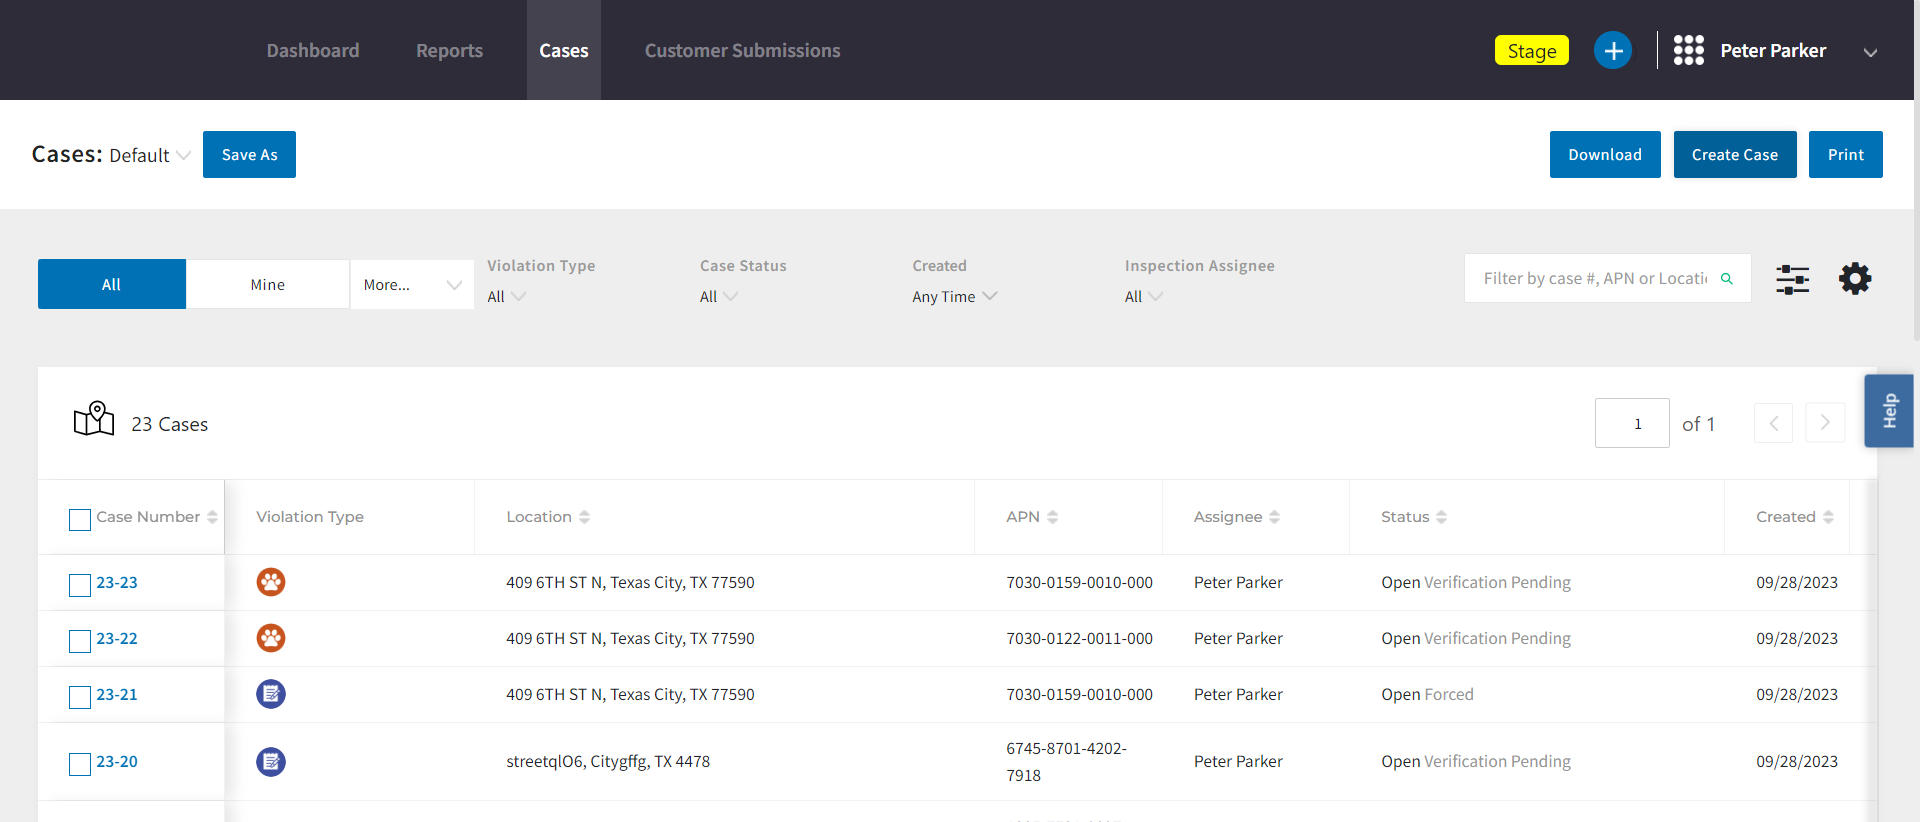 Dashboard Reports Cases Customer Submissions Stage Peter Parker
Cases: Default Save As Download Create Case Print
All Mine More...
Violation Type Case Status Created Inspection Assignee
All All Any Time All
Filter by case #, APN or Locati
Help
23 Cases 1 of 1
Case Number Violation Type Location APN Assignee Status Created
23-23 409 6TH ST N, Texas City, TX 77590 7030-0159-0010-000 Peter Parker Open Verification Pending 09/28/2023
23-22 409 6TH ST N, Texas City, TX 77590 7030-0122-0011-000 Peter Parker Open Verification Pending 09/28/2023
23-21 409 6TH ST N, Texas City, TX 77590 7030-0159-0010-000 Peter Parker Open Forced 09/28/2023
23-20 streetqlO6, Citygffg, TX 4478 6745-8701-4202-7918 Peter Parker Open Verification Pending 09/28/2023